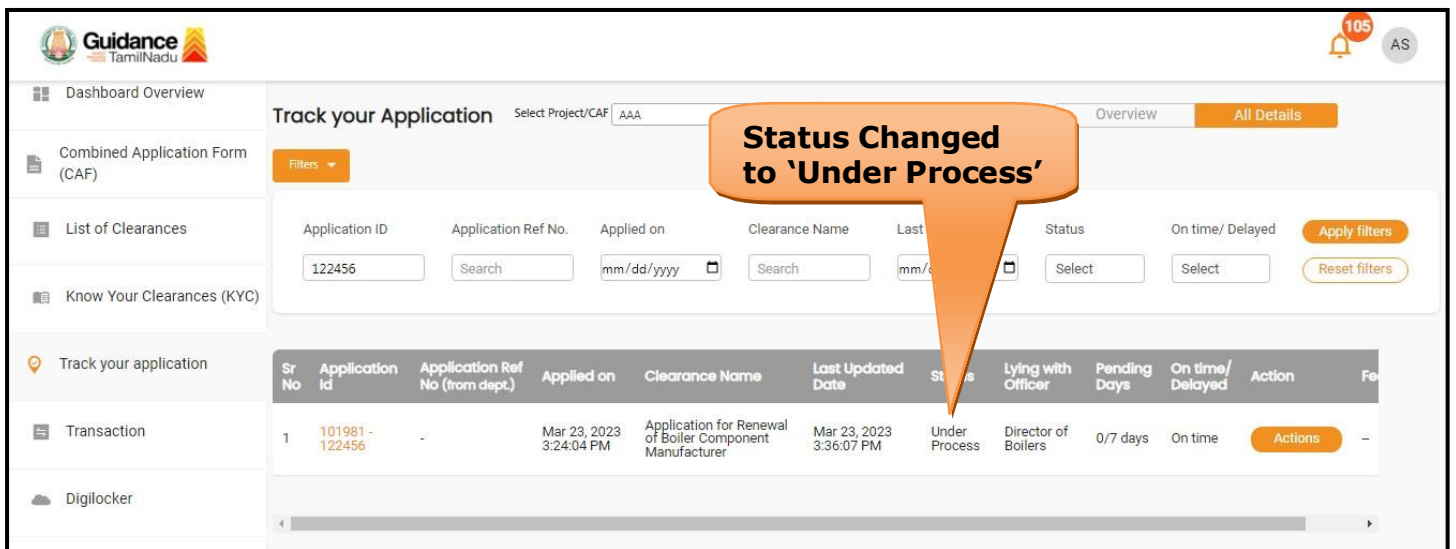 Guidance
TamilNadu
105
AS
Dashboard Overview
Combined Application Form
(CAF)
List of Clearances
Know Your Clearances (KYC)
Track your application
Transaction
Digilocker
Track your Application Select Project/CAF AAA
Overview All Details
Status Changed
to ‘Under Process’
Filters
Application ID Application Ref No. Applied on Clearance Name Last Status On time/ Delayed Apply filters
122456 Search mm/dd/yyyy Search Select Select Reset filters
Sr No Application Id Application Ref No (from dept.) Applied on Clearance Name Last Updated Date Lying with Officer Pending Days On time/ Delayed Action
1 101981 - 122456 - Mar 23, 2023 3:24:04 PM Application for Renewal of Boiler Component Manufacturer Mar 23, 2023 3:36:07 PM Under Process Director of Boilers 0/7 days On time Actions --